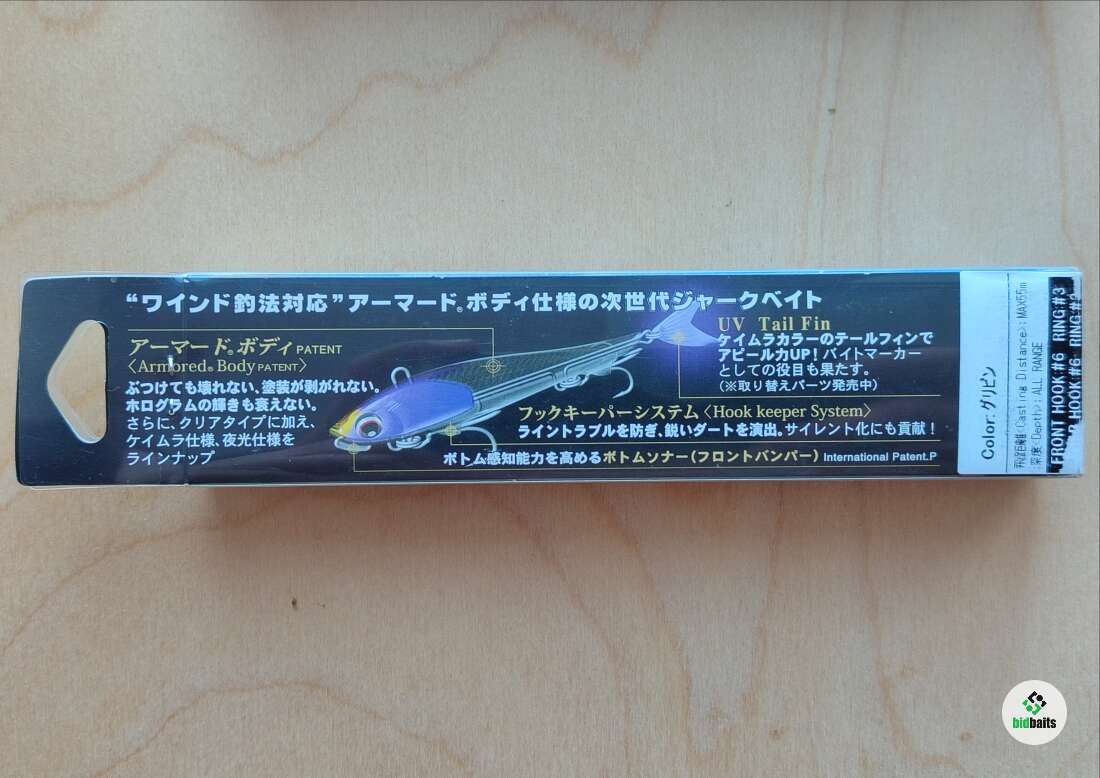 “ワインド釣法対応”アーマード®ボディ仕様の次世代ジャークベイト
アーマード®ボディ PATENT
〈Armored® Body PATENT〉
ぶつけても壊れない、塗装が剥がれない。
ホログラムの輝きも衰えない。
さらに、クリアタイプに加え、
ケイムラ仕様、夜光仕様を
ラインナップ
UV Tail Fin
ケイムラカラーのテールフィンで
アピール力UP！バイトマーカー
としての役目も果たす。
（※取り替えパーツ発売中）
フックキーパーシステム〈Hook keeper System〉
ライントラブルを防ぎ、鋭いダートを演出。サイレント化にも貢献！
ボトム感知能力を高めるボトムソナー（フロントバンパー） International Patent.P
Color: グリピン
飛距離<Casting Distance>: MAX55m
深度<Depth>: ALL RANGE
FRONT HOOK #6 RING #3
HOOK #6 RING
bidbaits